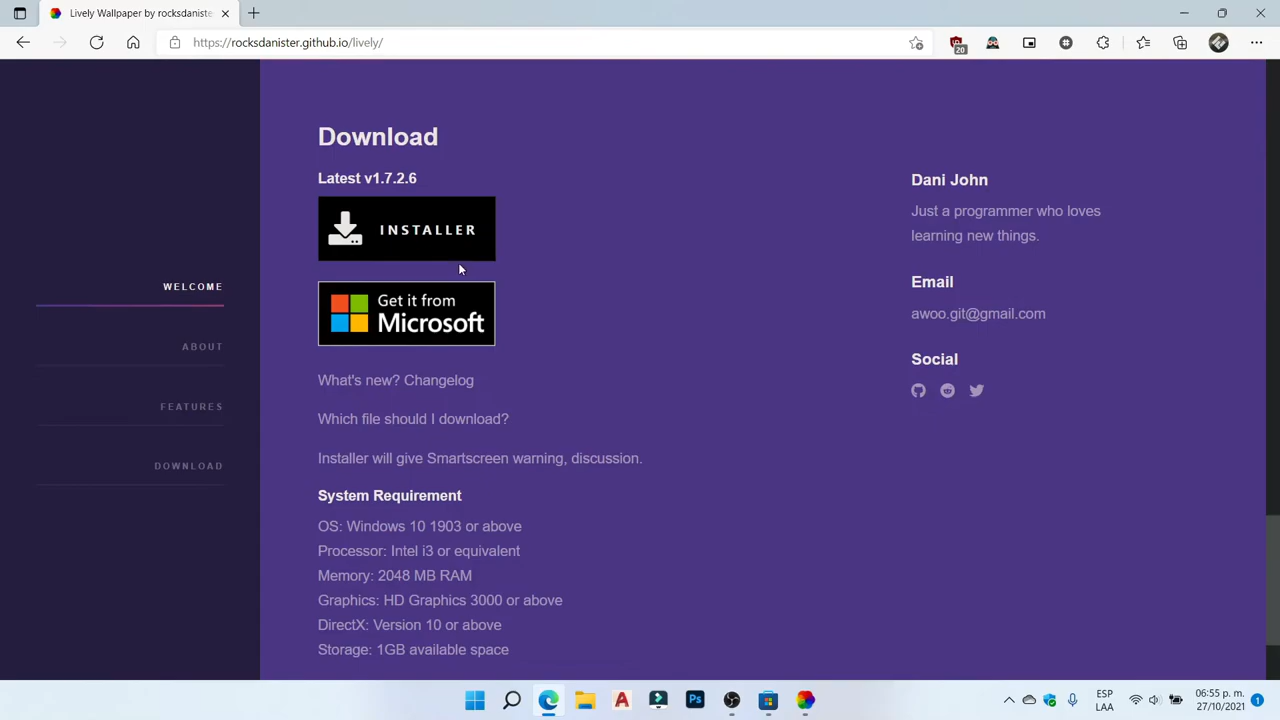 Lively Wallpaper by rocksdaniste
https://rocksdanister.github.io/lively/
20
Download
Latest v1.7.2.6
INSTALLER
Get it from
Microsoft
What's new? Changelog
Which file should I download?
Installer will give Smartscreen warning, discussion.
System Requirement
OS: Windows 10 1903 or above
Processor: Intel i3 or equivalent
Memory: 2048 MB RAM
Graphics: HD Graphics 3000 or above
DirectX: Version 10 or above
Storage: 1GB available space
WELCOME
ABOUT
FEATURES
DOWNLOAD
Dani John
Just a programmer who loves
learning new things.
Email
awoo.git@gmail.com
Social
A
Ps
ESP
LAA
06:55 p. m.
27/10/2021
1